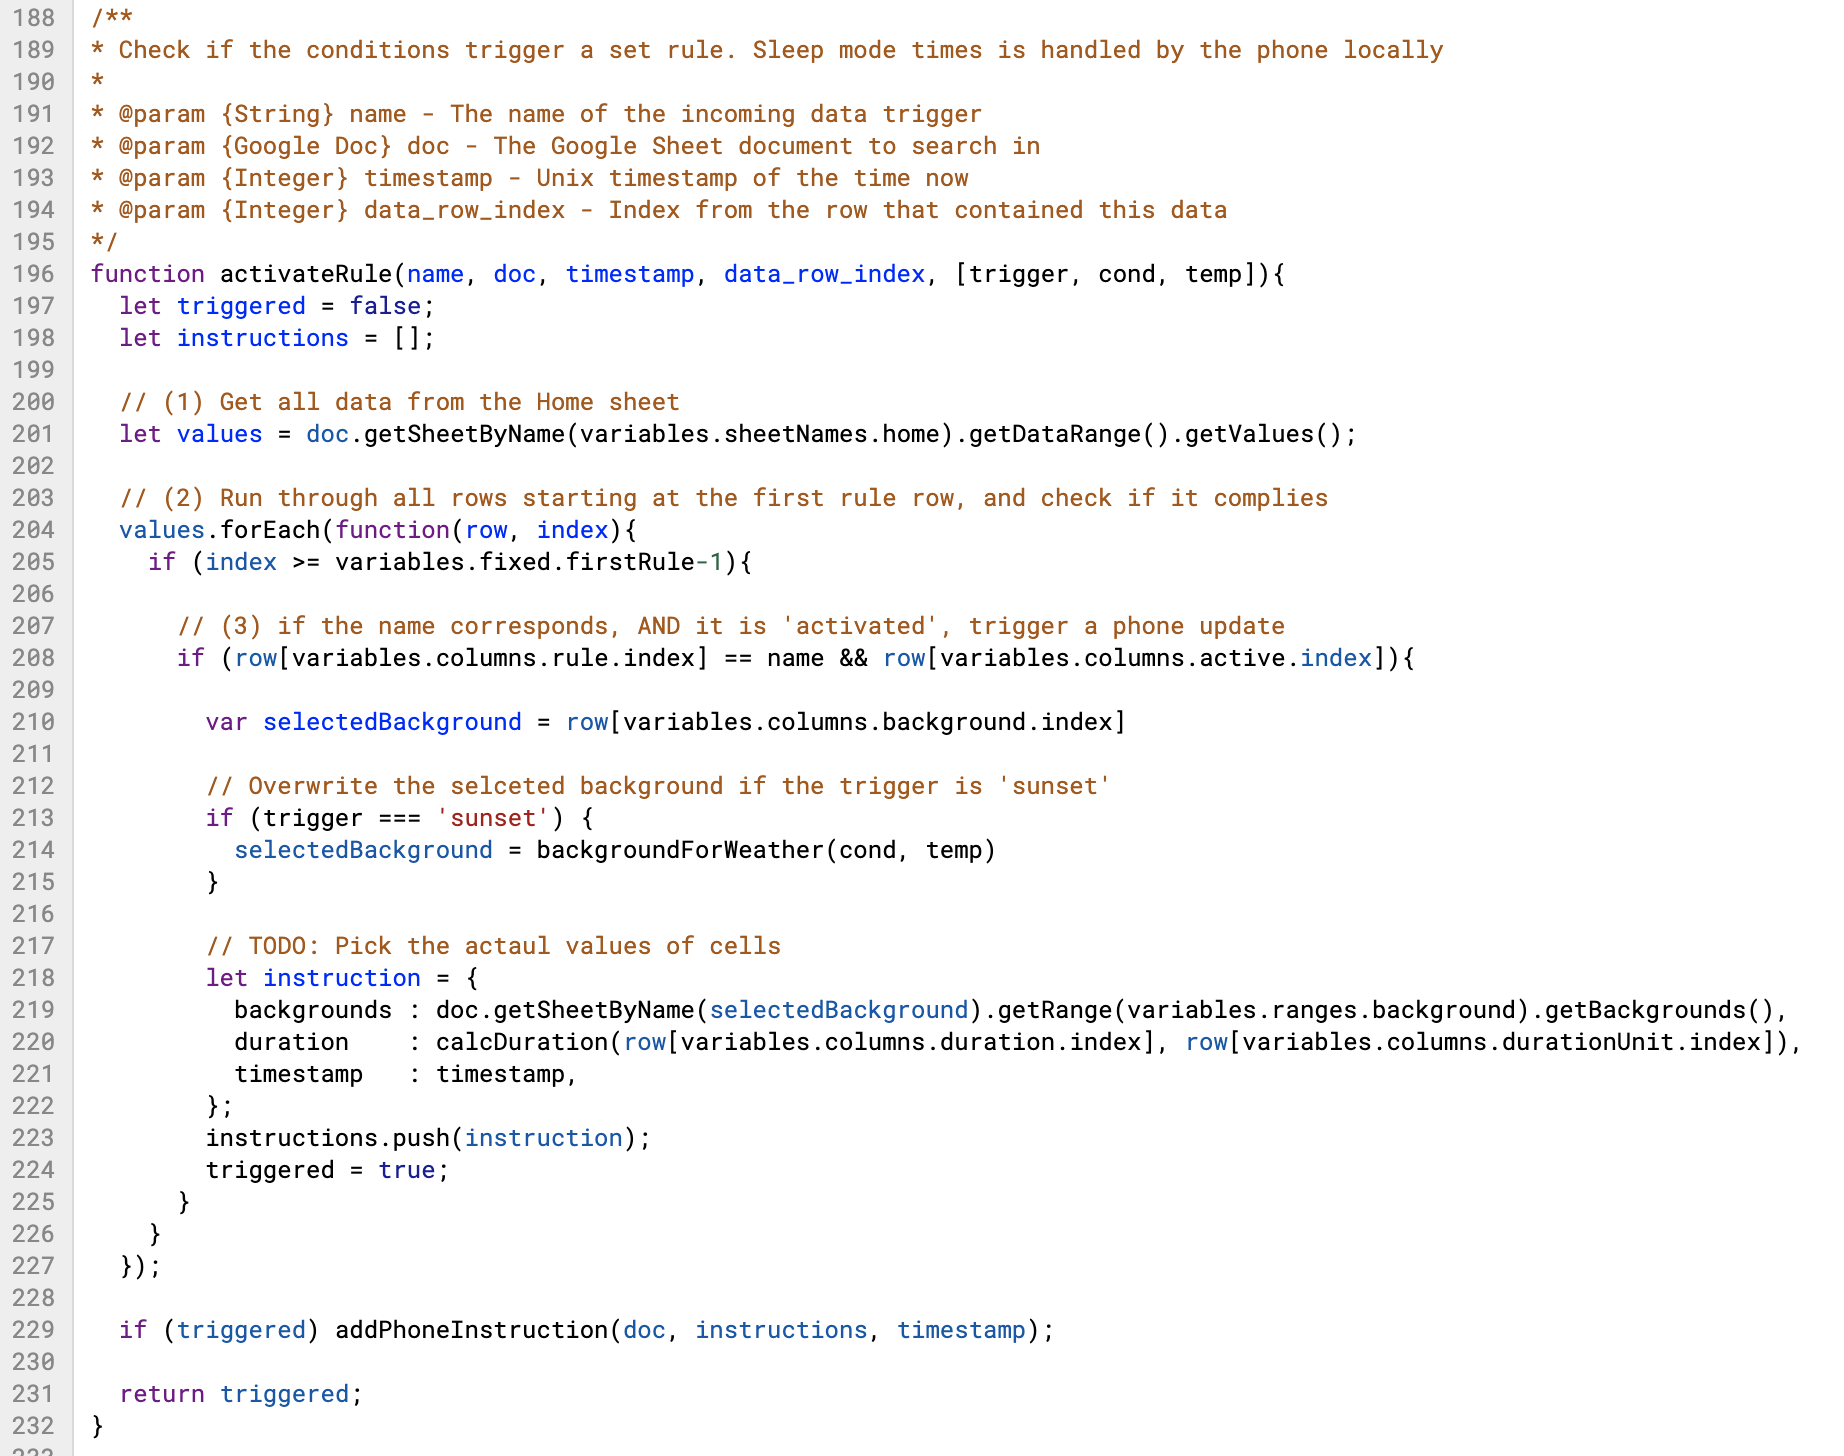 188 /**
189 * Check if the conditions trigger a set rule. Sleep mode times is handled by the phone locally
190 *
191 * @param {String} name - The name of the incoming data trigger
192 * @param {Google Doc} doc - The Google Sheet document to search in
193 * @param {Integer} timestamp - Unix timestamp of the time now
194 * @param {Integer} data_row_index - Index from the row that contained this data
195 */
196 function activateRule(name, doc, timestamp, data_row_index, [trigger, cond, temp]){
197   let triggered = false;
198   let instructions = [];
199
200   // (1) Get all data from the Home sheet
201   let values = doc.getSheetByName(variables.sheetNames.home).getDataRange().getValues();
202
203   // (2) Run through all rows starting at the first rule row, and check if it complies
204   values.forEach(function(row, index){
205     if (index >= variables.fixed.firstRule-1){
206
207       // (3) if the name corresponds, AND it is 'activated', trigger a phone update
208       if (row[variables.columns.rule.index] == name && row[variables.columns.active.index]){
209
210         var selectedBackground = row[variables.columns.background.index]
211
212         // Overwrite the selceted background if the trigger is 'sunset'
213         if (trigger === 'sunset') {
214           selectedBackground = backgroundForWeather(cond, temp)
215         }
216
217         // TODO: Pick the actaul values of cells
218         let instruction = {
219           backgrounds : doc.getSheetByName(selectedBackground).getRange(variables.ranges.background).getBackgrounds(),
220           duration    : calcDuration(row[variables.columns.duration.index], row[variables.columns.durationUnit.index]),
221           timestamp   : timestamp,
222         };
223         instructions.push(instruction);
224         triggered = true;
225       }
226     }
227   });
228
229   if (triggered) addPhoneInstruction(doc, instructions, timestamp);
230
231   return triggered;
232 }